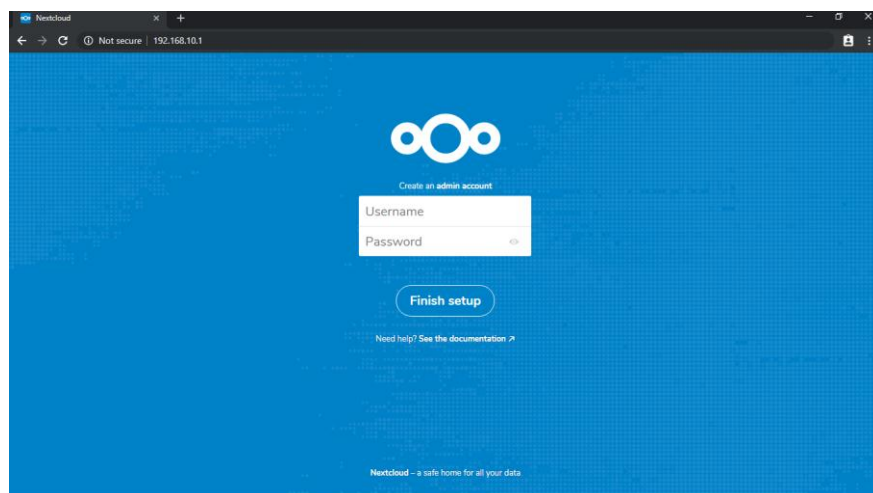 Nextcloud
Not secure | 192.168.10.1
Create an admin account
Username
Password
Finish setup
Need help? See the documentation ↗
Nextcloud – a safe home for all your data